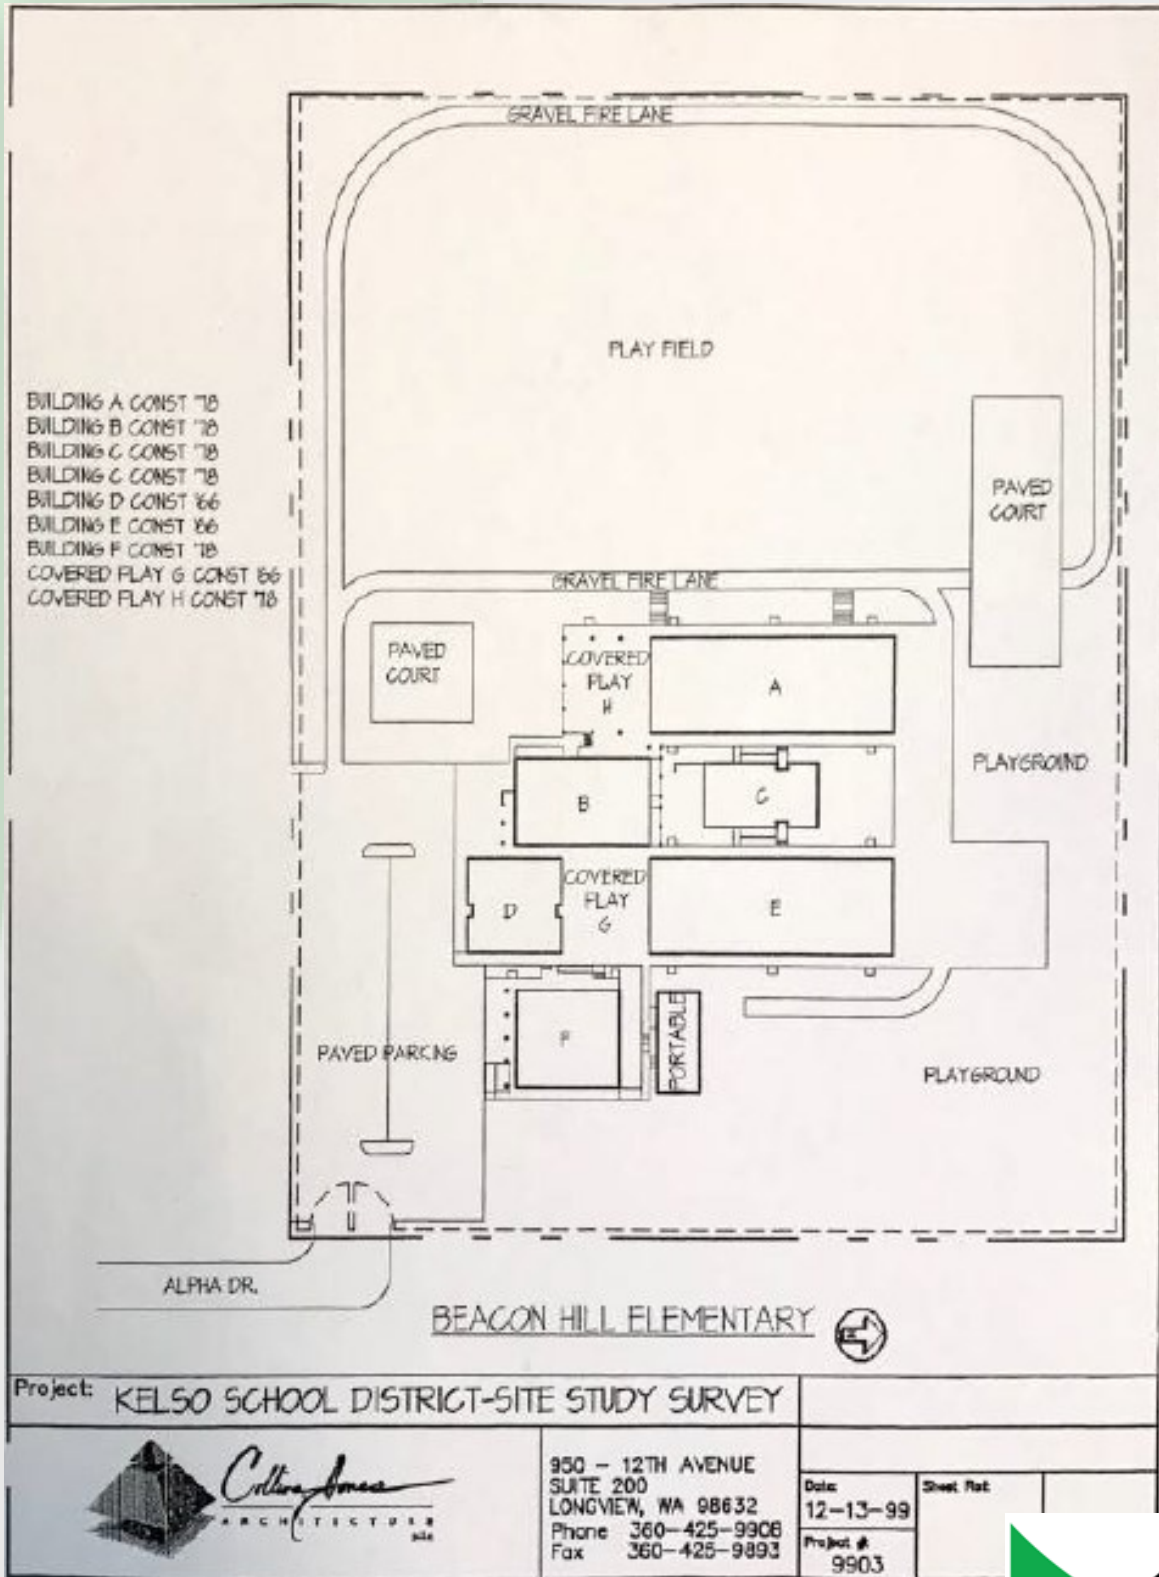 GRAVEL FIRE LANE
PLAY FIELD
BUILDING A CONST '78
BUILDING B CONST '78
BUILDING C CONST '78
BUILDING C CONST '78
BUILDING D CONST '66
BUILDING E CONST '66
BUILDING F CONST '78
COVERED PLAY G CONST '66
COVERED PLAY H CONST '78
PAVED
COURT
GRAVEL FIRE LANE
PAVED
COURT
COVERED
PLAY
H
A
PLAYGROUND
B
C
COVERED
PLAY
G
D
E
PAVED PARKING
F
PORTABLE
PLAYGROUND
ALPHA DR.
BEACON HILL ELEMENTARY
Project: KELSO SCHOOL DISTRICT-SITE STUDY SURVEY
ARCHITECTURE
950 - 12TH AVENUE
SUITE 200
LONGVIEW, WA 98632
Phone 360-425-9908
Fax 360-425-9893
Date:
12-13-99
Project #:
9903